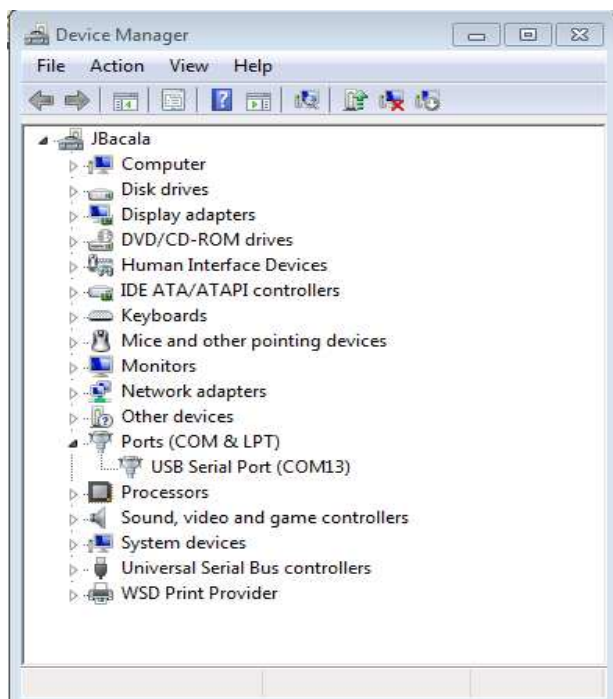 Device Manager
File Action View Help
JBacala
Computer
Disk drives
Display adapters
DVD/CD-ROM drives
Human Interface Devices
IDE ATA/ATAPI controllers
Keyboards
Mice and other pointing devices
Monitors
Network adapters
Other devices
Ports (COM & LPT)
USB Serial Port (COM13)
Processors
Sound, video and game controllers
System devices
Universal Serial Bus controllers
WSD Print Provider